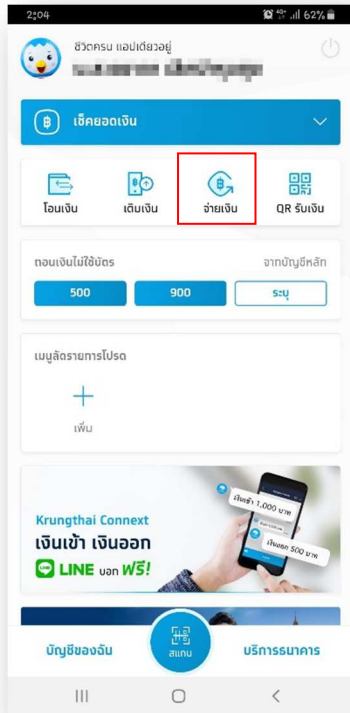 2:04
4G+ 62%
ชีวิตครบ แอปเดียวอยู่
฿ เช็คยอดเงิน
โอนเงิน เติมเงิน จ่ายเงิน QR รับเงิน
ถอนเงินไม่ใช้บัตร จากบัญชีหลัก
500 900 ระบุ
เมนูลัดรายการโปรด
เพิ่ม
เงินเข้า 1,000 บาท
Krungthai Connext
เงินออก 500 บาท
เงินเข้า เงินออก
LINE บอก ฟรี!
บัญชีของฉัน สแกน บริการธนาคาร